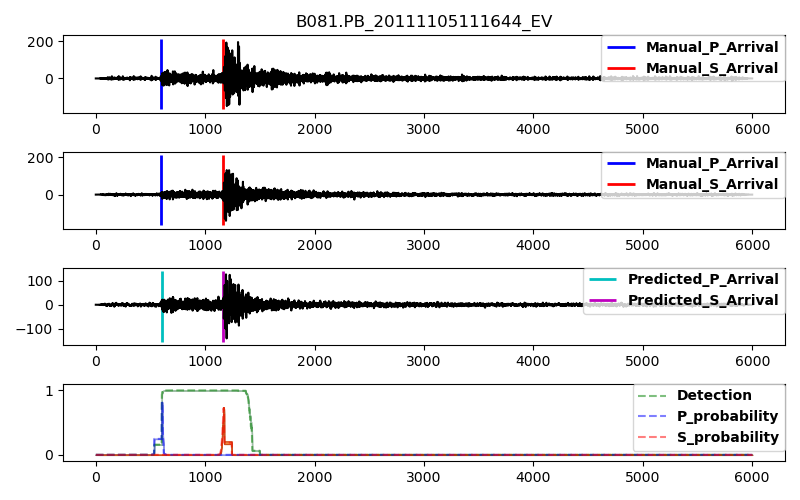 B081.PB_20111105111644_EV
200
0
Manual_P_Arrival
Manual_S_Arrival
0 1000 2000 3000 4000 5000 6000
200
0
Manual_P_Arrival
Manual_S_Arrival
0 1000 2000 3000 4000 5000 6000
100
0
−100
Predicted_P_Arrival
Predicted_S_Arrival
0 1000 2000 3000 4000 5000 6000
1
0
Detection
P_probability
S_probability
0 1000 2000 3000 4000 5000 6000